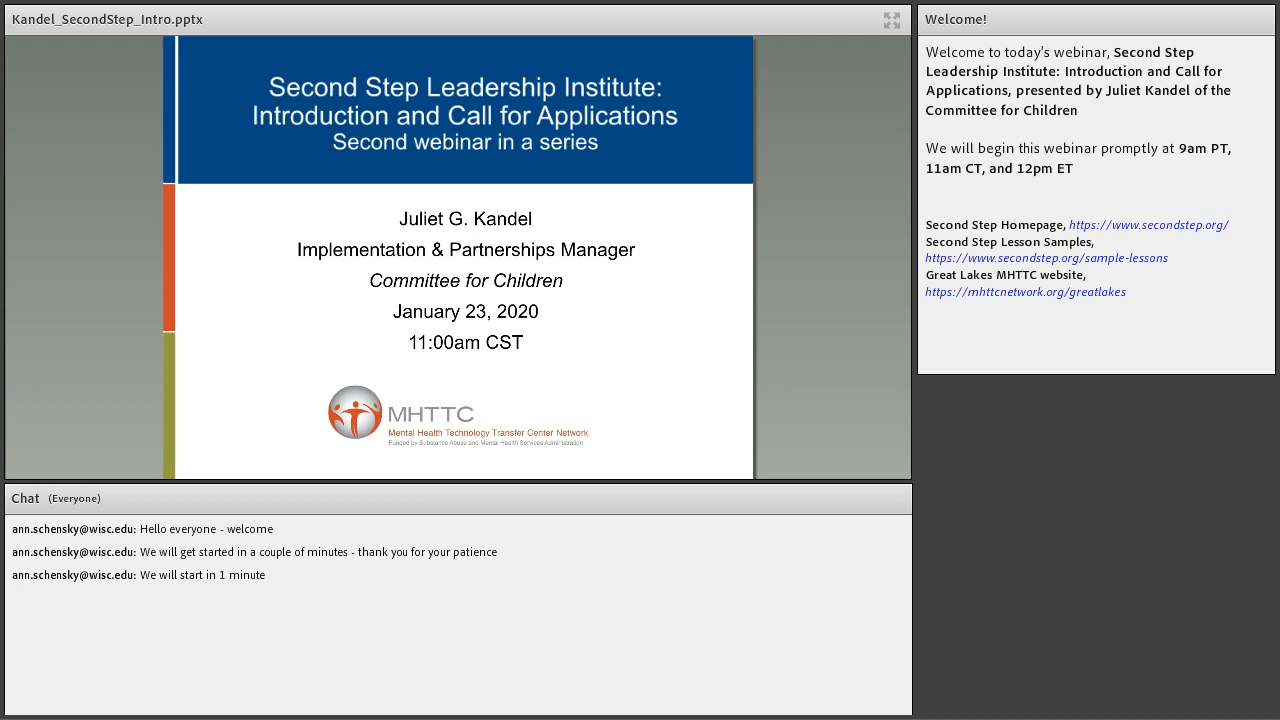 Kandel_SecondStep_Intro.pptx
Second Step Leadership Institute:
Introduction and Call for Applications
Second webinar in a series
Juliet G. Kandel
Implementation & Partnerships Manager
Committee for Children
January 23, 2020
11:00am CST
MHTTC
Mental Health Technology Transfer Center Network
Funded by Substance Abuse and Mental Health Services Administration
Chat (Everyone)
ann.schensky@wisc.edu: Hello everyone - welcome
ann.schensky@wisc.edu: We will get started in a couple of minutes - thank you for your patience
ann.schensky@wisc.edu: We will start in 1 minute
Welcome!
Welcome to today's webinar, Second Step
Leadership Institute: Introduction and Call for
Applications, presented by Juliet Kandel of the
Committee for Children
We will begin this webinar promptly at 9am PT,
11am CT, and 12pm ET
Second Step Homepage, https://www.secondstep.org/
Second Step Lesson Samples,
https://www.secondstep.org/sample-lessons
Great Lakes MHTTC website,
https://mhttcnetwork.org/greatlakes